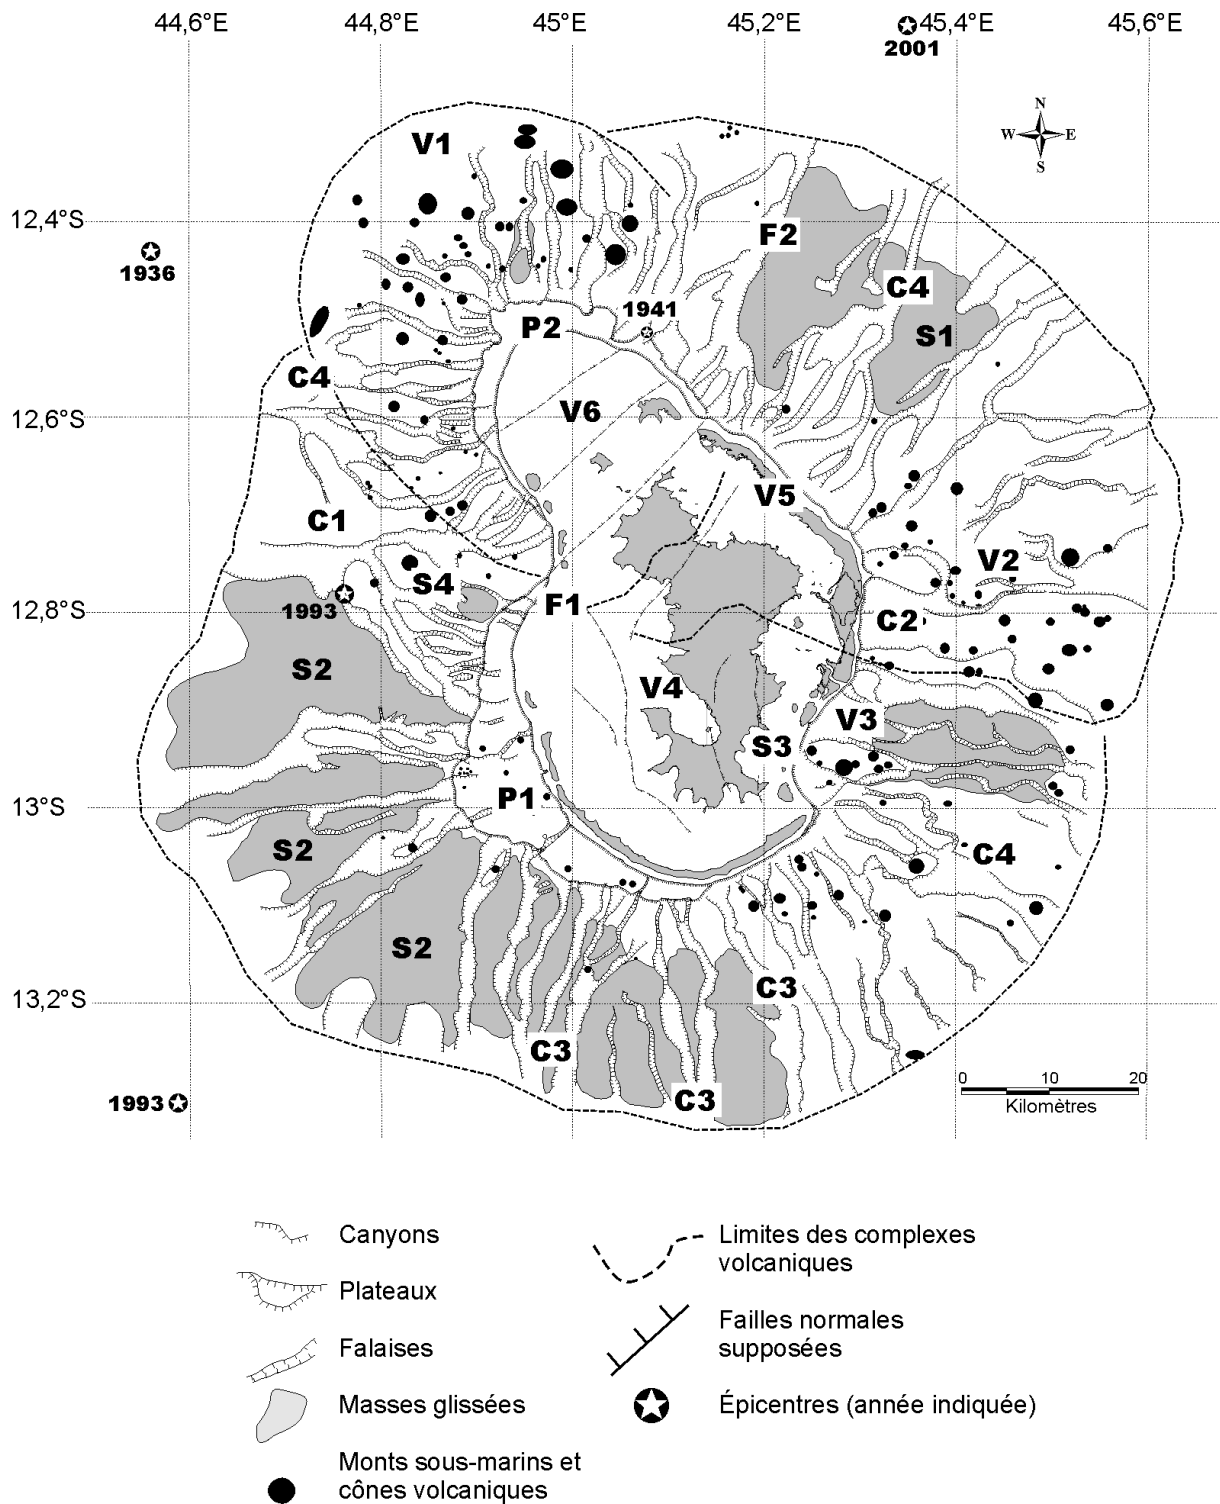 44,6°E 44,8°E 45°E 45,2°E 45,4°E 45,6°E
2001
N
W E
S
V1
12,4°S
F2
1936
C4
1941
P2
S1
C4
V6
12,6°S
V5
C1
V2
S4
1993
F1
12,8°S
C2
S2
V4
V3
S3
P1
13°S
S2
C4
S2
C3
13,2°S
C3
C3
0 10 20
Kilomètres
1993
Canyons
Plateaux
Falaises
Masses glissées
Monts sous-marins et
cônes volcaniques
Limites des complexes
volcaniques
Failles normales
supposées
Épicentres (année indiquée)